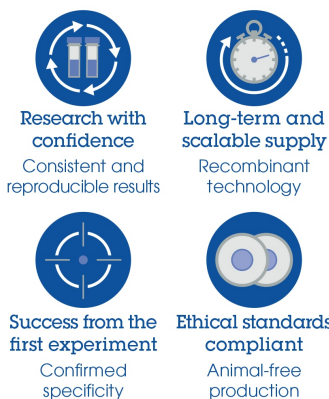 Research with
confidence
Consistent and
reproducible results
Long-term and
scalable supply
Recombinant
technology
Success from the
first experiment
Confirmed
specificity
Ethical standards
compliant
Animal-free
production